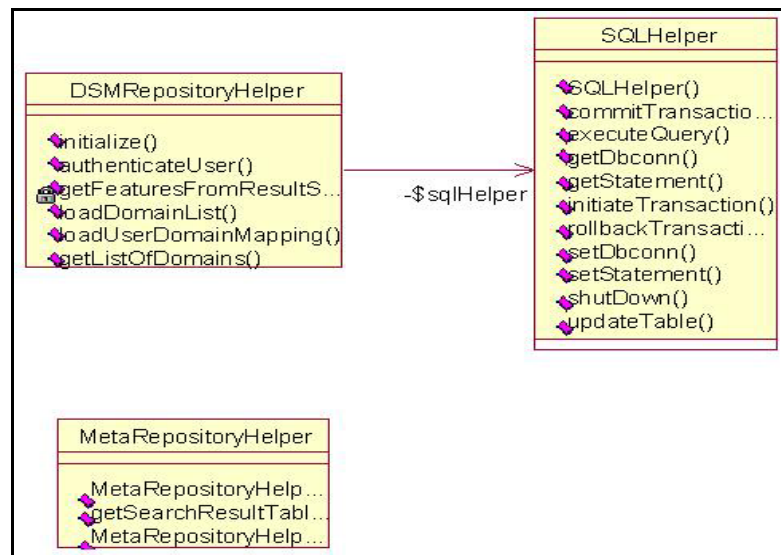 DSMRepositoryHelper
initialize()
authenticateUser()
getFeaturesFromResultS...
loadDomainList()
loadUserDomainMapping()
getListOfDomains()
-$sqlHelper
SQLHelper
SQLHelper()
commitTransactio...
executeQuery()
getDbconn()
getStatement()
initiateTransaction()
rollbackTransacti...
setDbconn()
setStatement()
shutDown()
updateTable()
MetaRepositoryHelper
MetaRepositoryHelp...
getSearchResultTabl...
MetaRepositoryHelp...